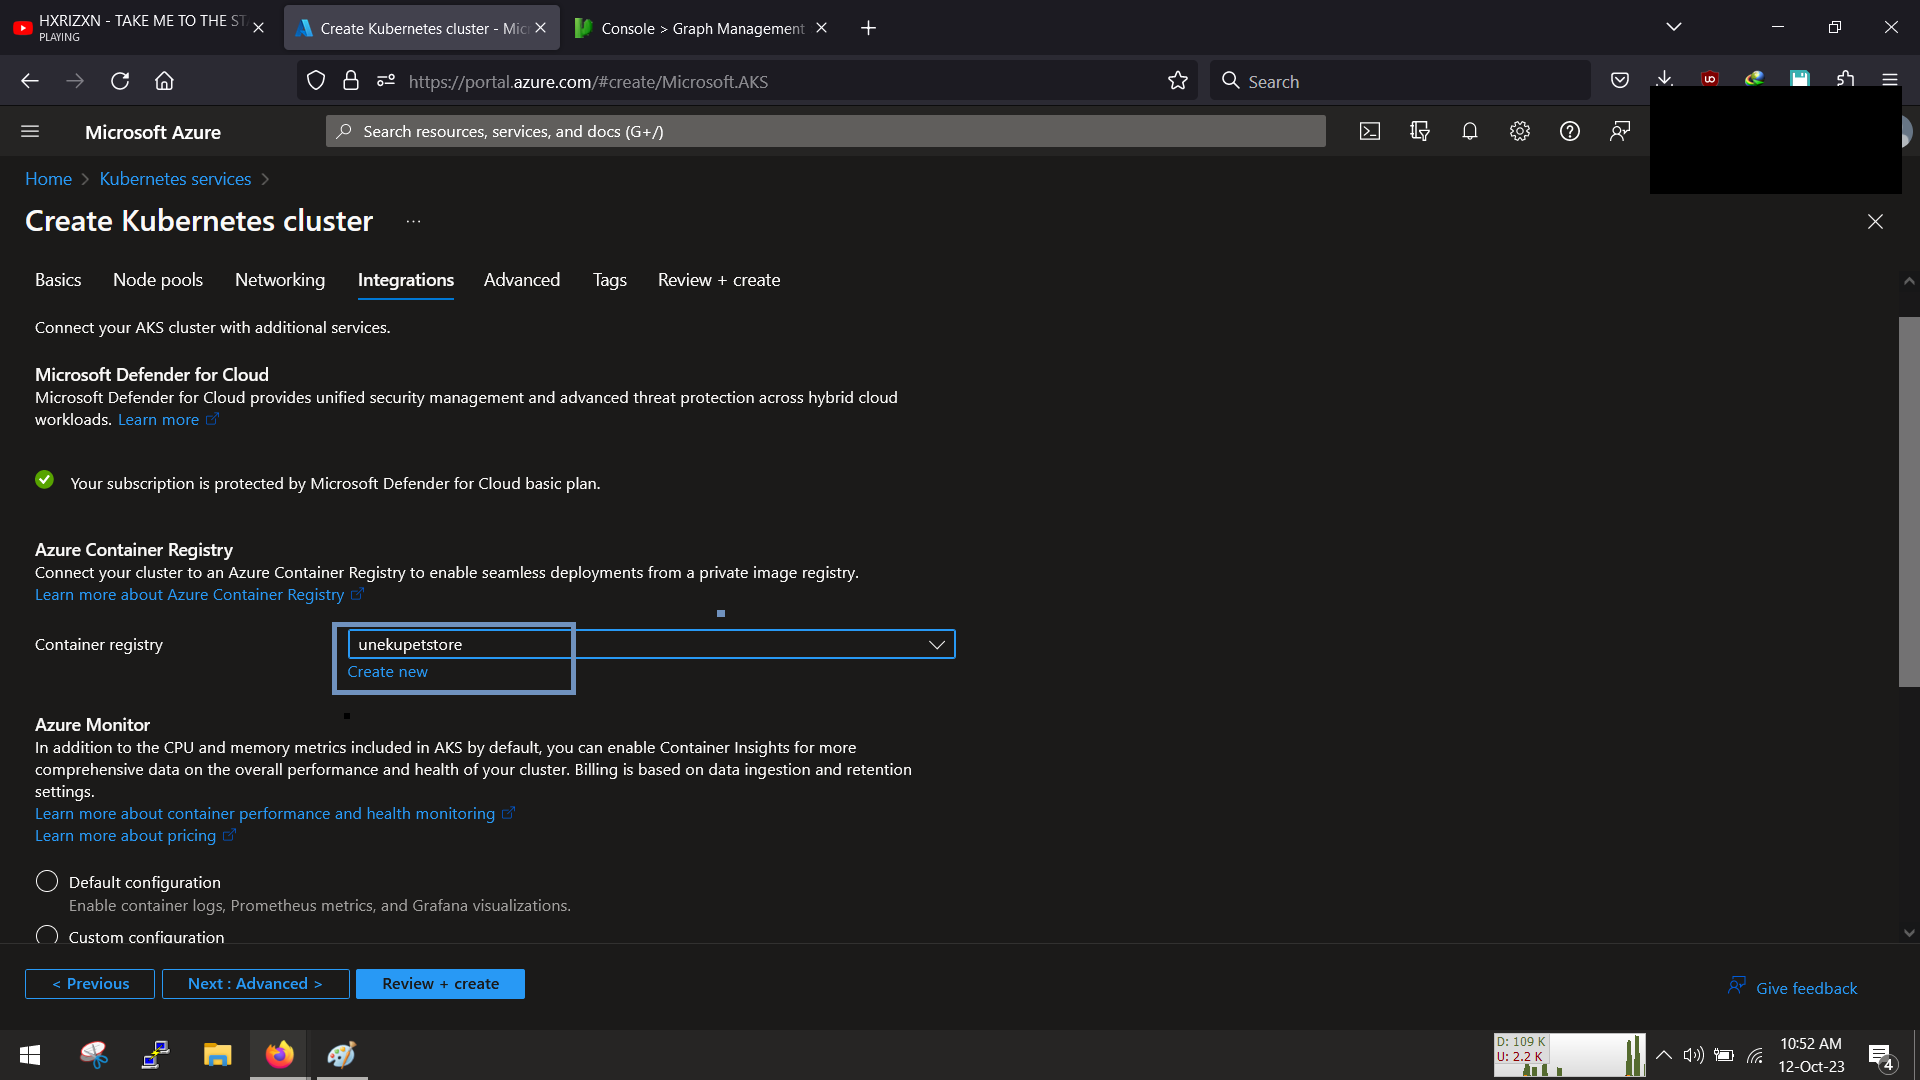 HXRIZXN - TAKE ME TO THE ST
PLAYING
Create Kubernetes cluster - Mic
Console > Graph Management
https://portal.azure.com/#create/Microsoft.AKS
Search
Microsoft Azure
Search resources, services, and docs (G+/)
Home > Kubernetes services >
Create Kubernetes cluster ...
Basics Node pools Networking Integrations Advanced Tags Review + create
Connect your AKS cluster with additional services.
Microsoft Defender for Cloud
Microsoft Defender for Cloud provides unified security management and advanced threat protection across hybrid cloud
workloads. Learn more
Your subscription is protected by Microsoft Defender for Cloud basic plan.
Azure Container Registry
Connect your cluster to an Azure Container Registry to enable seamless deployments from a private image registry.
Learn more about Azure Container Registry
Container registry
unekupetstore
Create new
Azure Monitor
In addition to the CPU and memory metrics included in AKS by default, you can enable Container Insights for more
comprehensive data on the overall performance and health of your cluster. Billing is based on data ingestion and retention
settings.
Learn more about container performance and health monitoring
Learn more about pricing
Default configuration
Enable container logs, Prometheus metrics, and Grafana visualizations.
Custom configuration
< Previous
Next : Advanced >
Review + create
Give feedback
D: 109 K
U: 2.2 K
10:52 AM
12-Oct-23
4